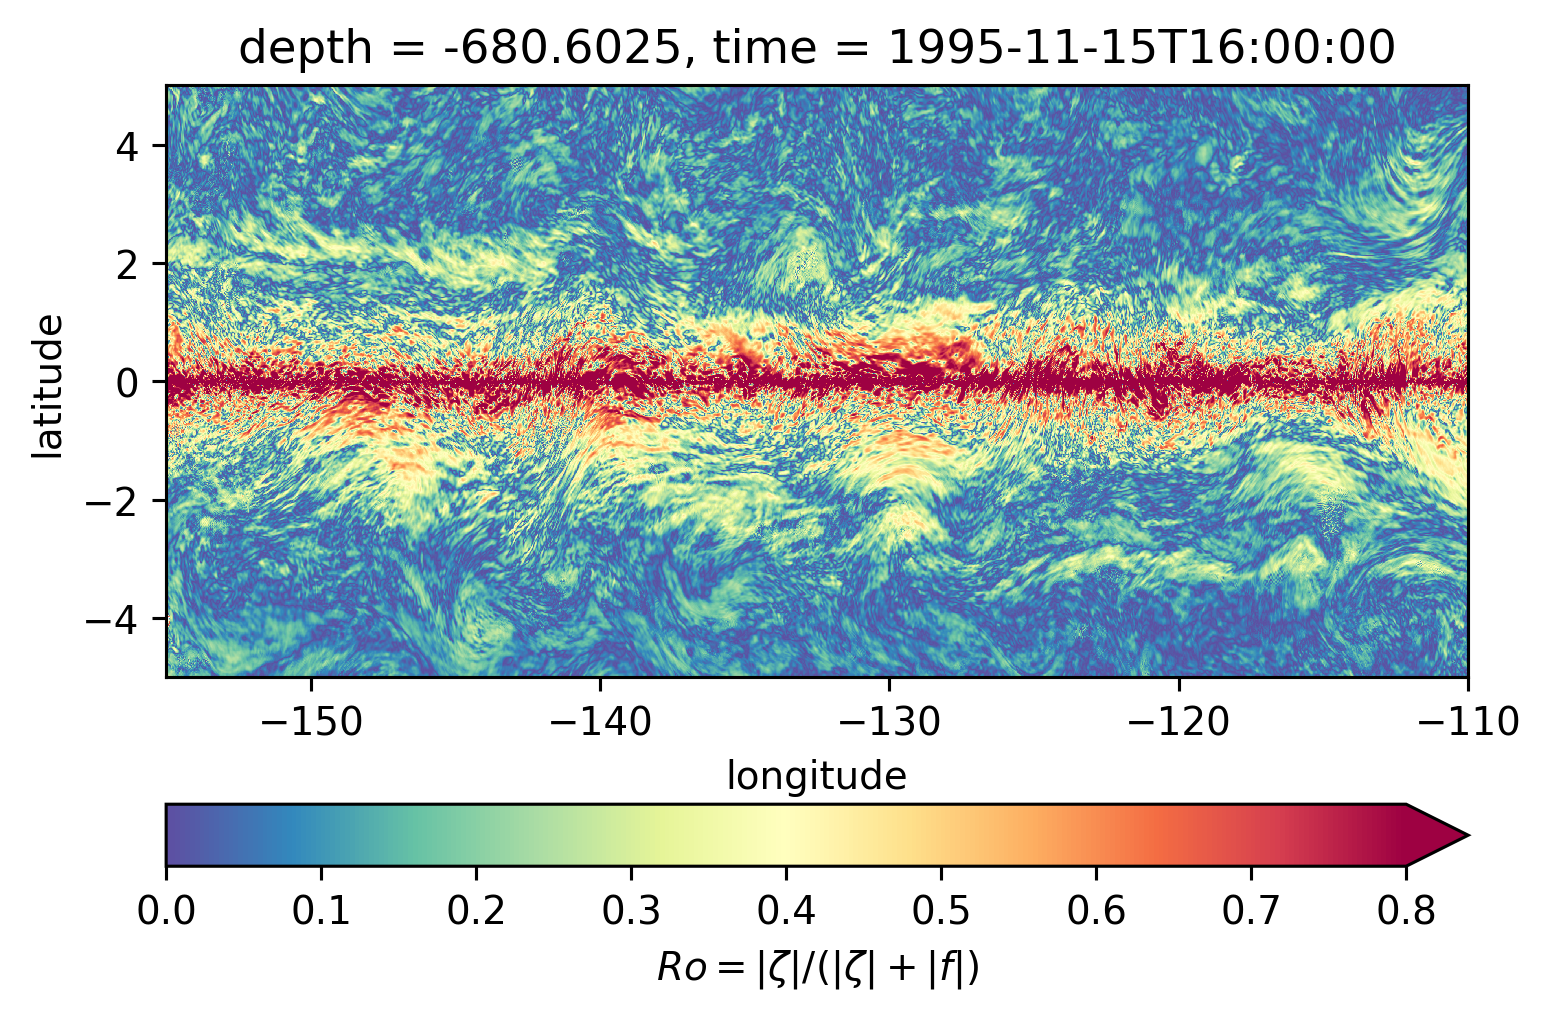 depth = -680.6025, time = 1995-11-15T16:00:00
latitude
4
2
0
−2
−4
−150 −140 −130 −120 −110
longitude
0.0 0.1 0.2 0.3 0.4 0.5 0.6 0.7 0.8
Ro = |ζ|/(|ζ| + |f|)